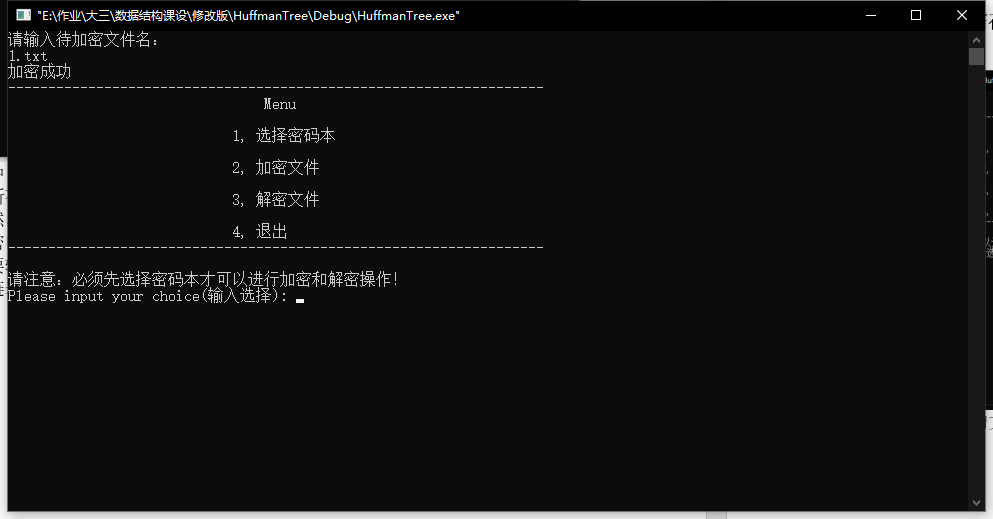 "E:\作业\大三\数据结构课设\修改版\HuffmanTree\Debug\HuffmanTree.exe"
请输入待加密文件名：
1.txt
加密成功
-------------------------------------------------------------------
Menu
1, 选择密码本
2, 加密文件
3, 解密文件
4, 退出
-------------------------------------------------------------------
请注意：必须先选择密码本才可以进行加密和解密操作！
Please input your choice(输入选择):